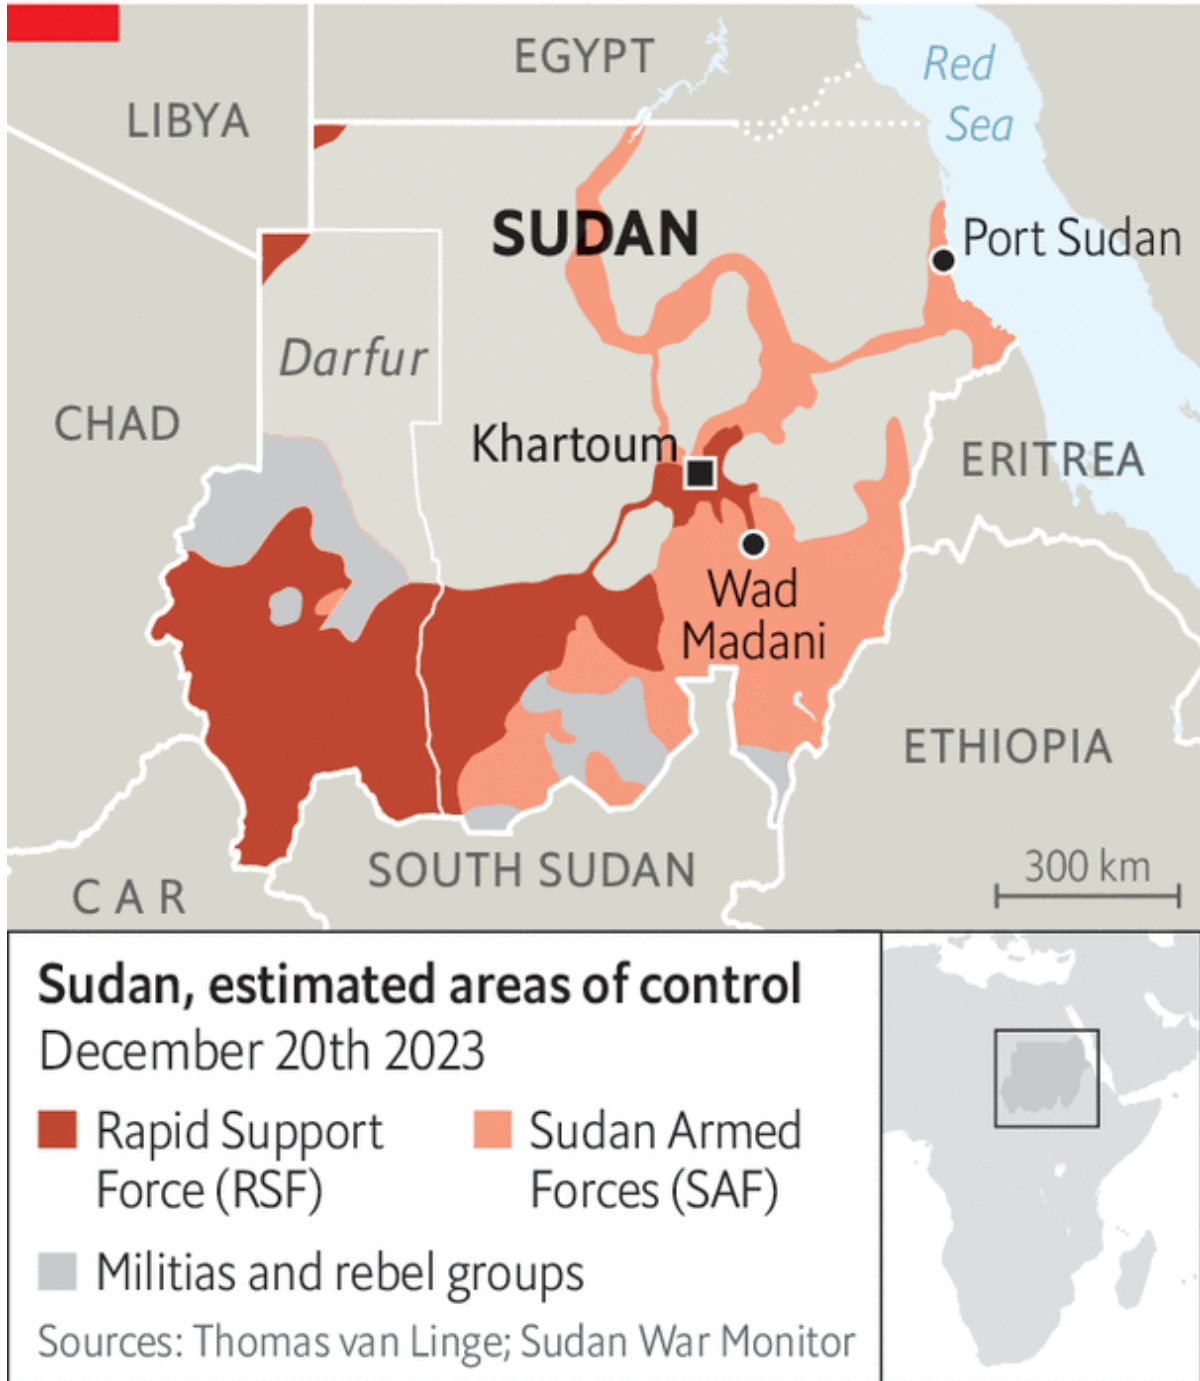 EGYPT
Red
Sea
LIBYA
SUDAN
Port Sudan
Darfur
CHAD
Khartoum
ERITREA
Wad
Madani
ETHIOPIA
SOUTH SUDAN
300 km
CAR
Sudan, estimated areas of control
December 20th 2023
Rapid Support
Force (RSF)
Sudan Armed
Forces (SAF)
Militias and rebel groups
Sources: Thomas van Linge; Sudan War Monitor